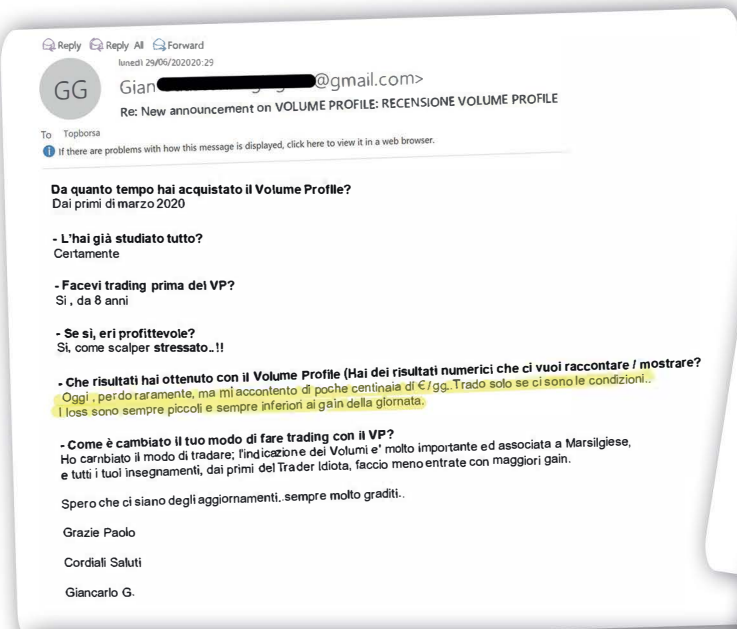 Reply Reply All Forward
lunedì 29/06/202020:29
GG
Gian @gmail.com>
Re: New announcement on VOLUME PROFILE: RECENSIONE VOLUME PROFILE
To Topborsa
If there are problems with how this message is displayed, click here to view it in a web browser.
Da quanto tempo hai acquistato il Volume Proflle?
Dai primi di marzo 2020
- L'hai già studiato tutto?
Certamente
- Facevi trading prima del VP?
Si , da 8 anni
- Se si, eri profittevole?
Si, come scalper stressato..!!
- Che risultati hai ottenuto con il Volume Profile (Hai dei risultati numerici che ci vuoi raccontare / mostrare?
Oggi , perdo raramente, ma mi accontento di poche centinaia di €/gg..Trado solo se ci sono le condizioni..
I loss sono sempre piccoli e sempre inferiori ai gain della giornata.
- Come è cambiato il tuo modo di fare trading con il VP?
Ho carnbiato il modo di tradare; l'indicazione dei Volumi e' molto importante ed associata a Marsilgiese,
e tutti i tuoi insegnamenti, dai primi del Trader Idiota, faccio meno entrate con maggiori gain.
Spero che ci siano degli aggiornamenti..sempre molto graditi..
Grazie Paolo
Cordiali Saluti
Giancarlo G.